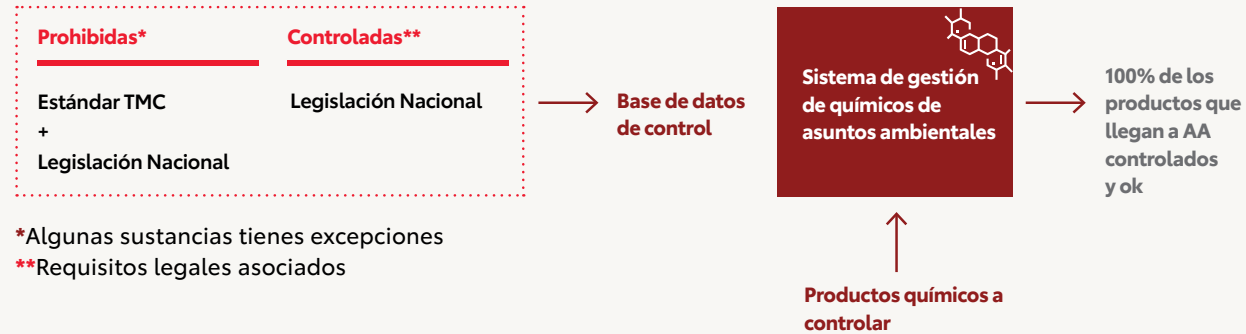 Prohibidas*
Estándar TMC
+
Legislación Nacional
Controladas**
Legislación Nacional
*Algunas sustancias tienes excepciones
**Requisitos legales asociados
Base de datos
de control
Sistema de gestión
de químicos de
asuntos ambientales
Productos químicos a
controlar
100% de los
productos que
llegan a AA
controlados
y ok